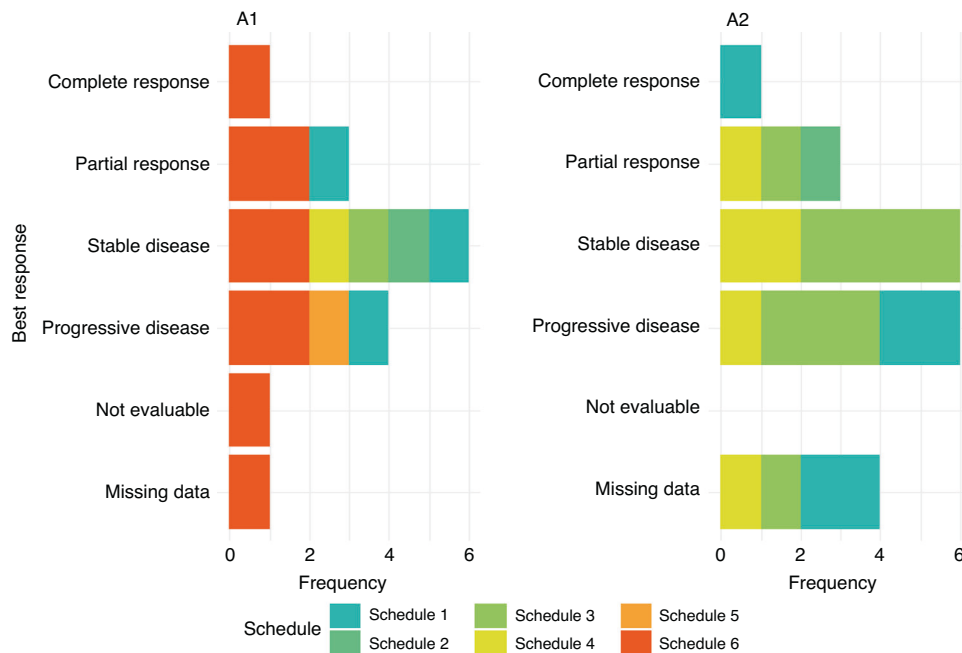 A1
Best response
Complete response
Partial response
Stable disease
Progressive disease
Not evaluable
Missing data
0 2 4 6
Frequency
A2
Complete response
Partial response
Stable disease
Progressive disease
Not evaluable
Missing data
0 2 4 6
Frequency
Schedule
Schedule 1 Schedule 3 Schedule 5
Schedule 2 Schedule 4 Schedule 6